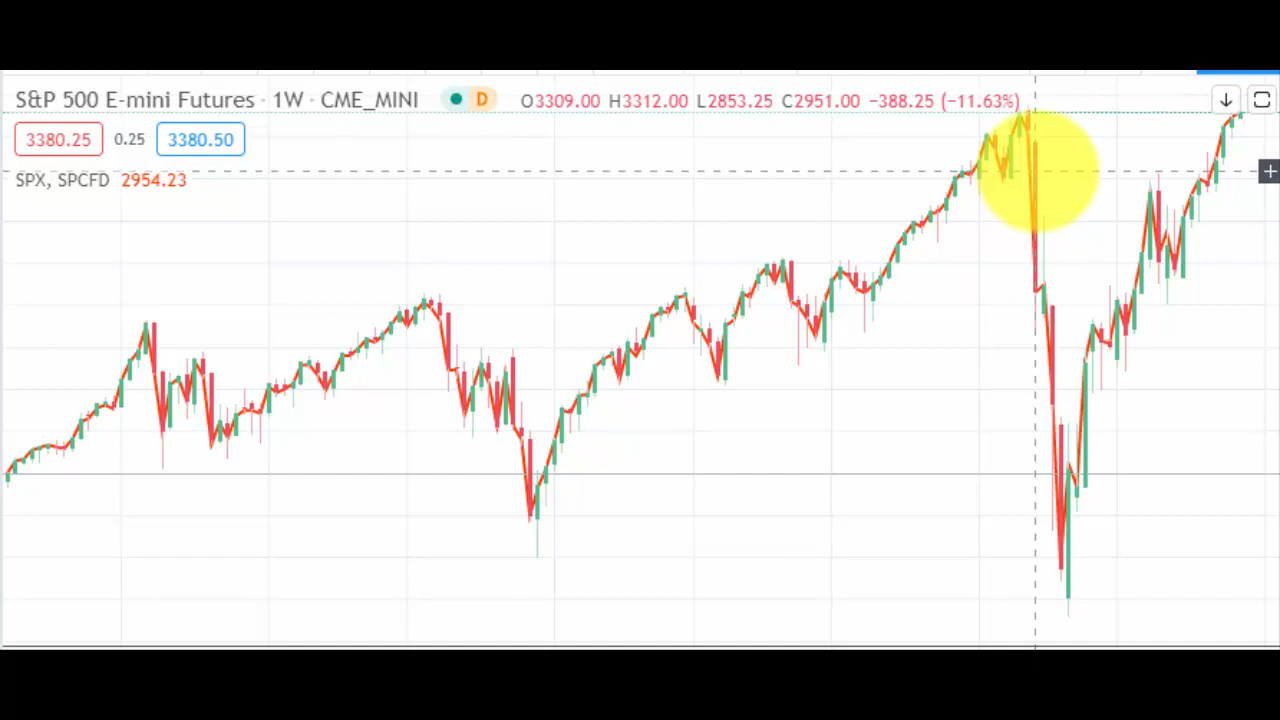 S&P 500 E-mini Futures · 1W · CME_MINI D O3309.00 H3312.00 L2853.25 C2951.00 −388.25 (−11.63%)
3380.25 0.25 3380.50
SPX, SPCFD 2954.23